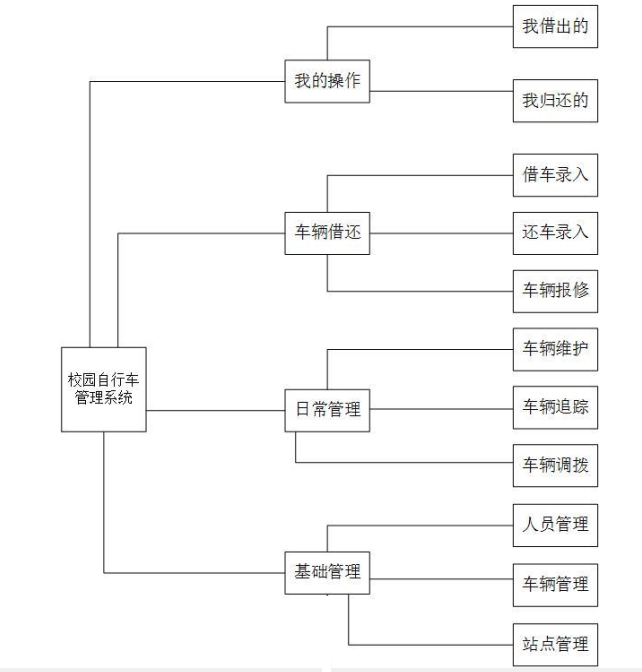 我借出的
我的操作
我归还的
借车录入
车辆借还
还车录入
车辆报修
车辆维护
校园自行车
管理系统
日常管理
车辆追踪
车辆调拨
人员管理
基础管理
车辆管理
站点管理